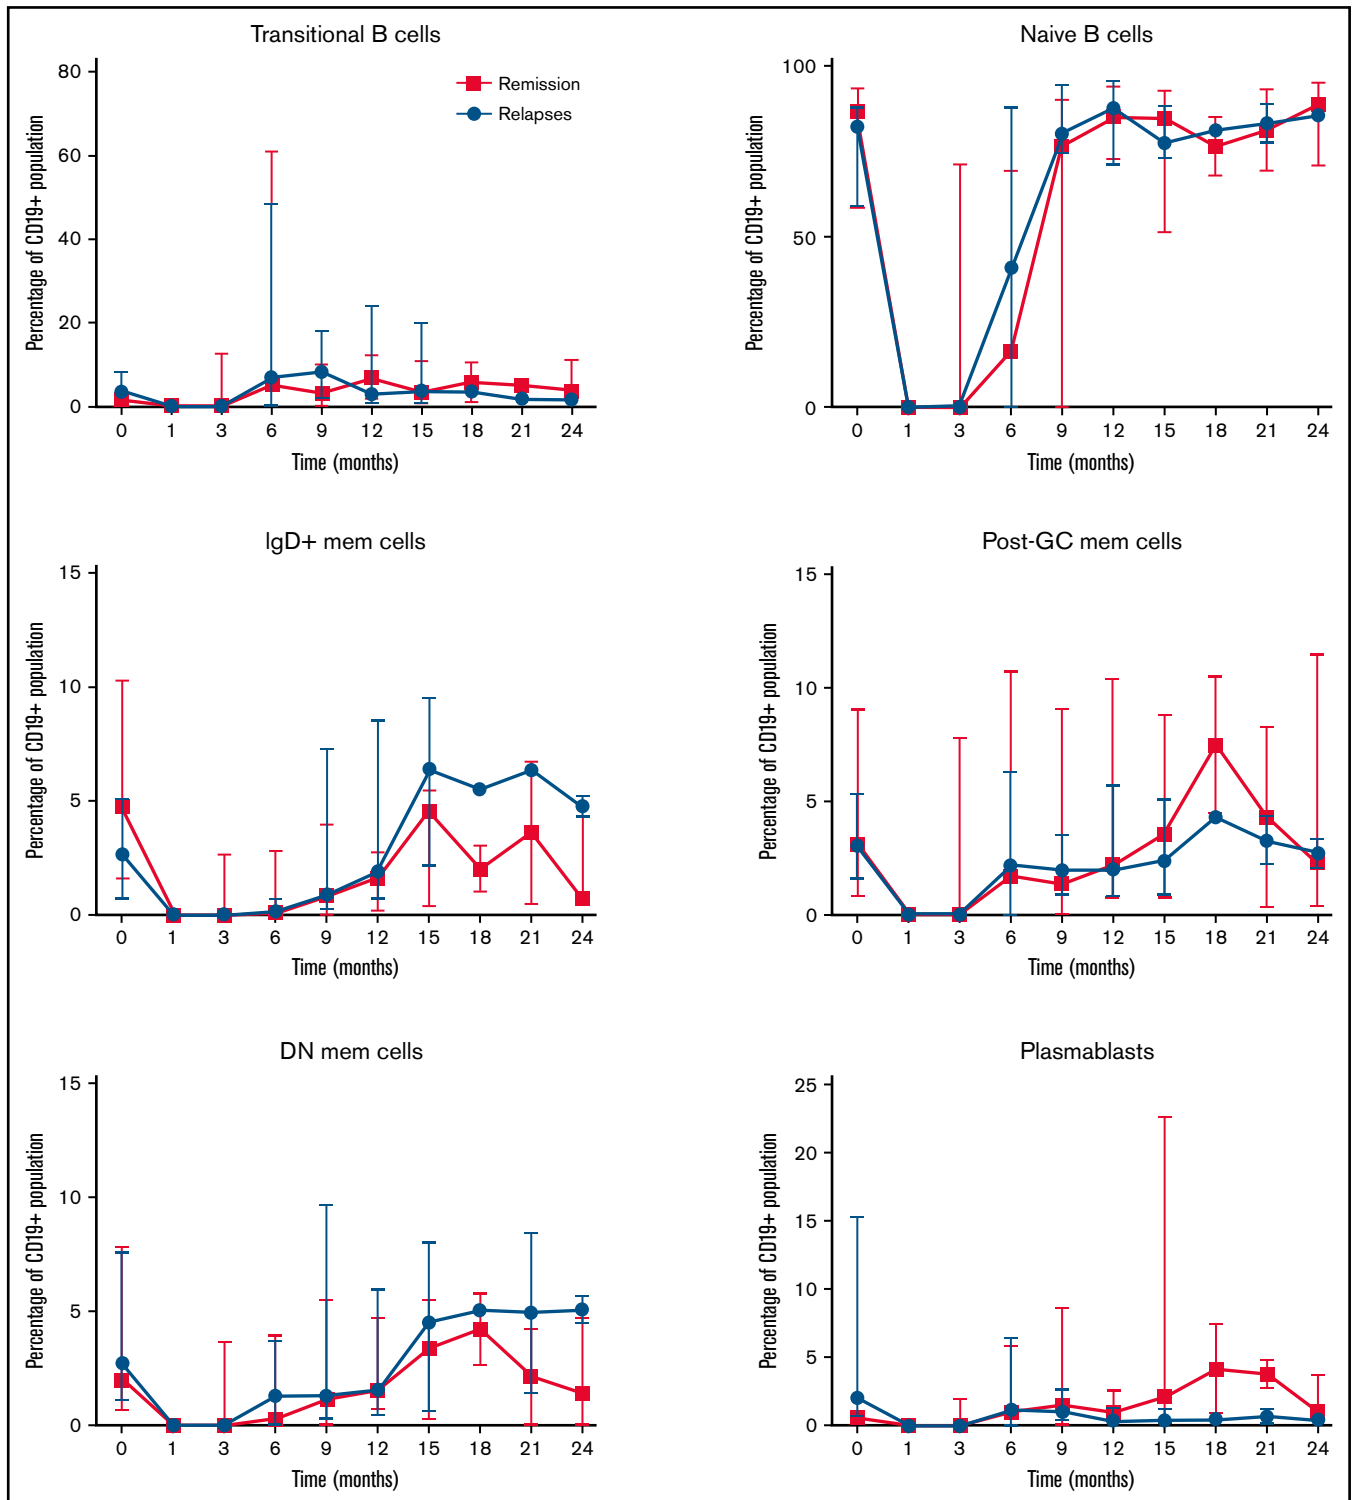 Transitional B cells
80
60
40
20
0
Percentage of CD19+ population
Remission
Relapses
0 1 3 6 9 12 15 18 21 24
Time (months)
Naive B cells
100
50
0
Percentage of CD19+ population
0 1 3 6 9 12 15 18 21 24
Time (months)
IgD+ mem cells
15
10
5
0
Percentage of CD19+ population
0 1 3 6 9 12 15 18 21 24
Time (months)
Post-GC mem cells
15
10
5
0
Percentage of CD19+ population
0 1 3 6 9 12 15 18 21 24
Time (months)
DN mem cells
15
10
5
0
Percentage of CD19+ population
0 1 3 6 9 12 15 18 21 24
Time (months)
Plasmablasts
25
20
15
10
5
0
Percentage of CD19+ population
0 1 3 6 9 12 15 18 21 24
Time (months)